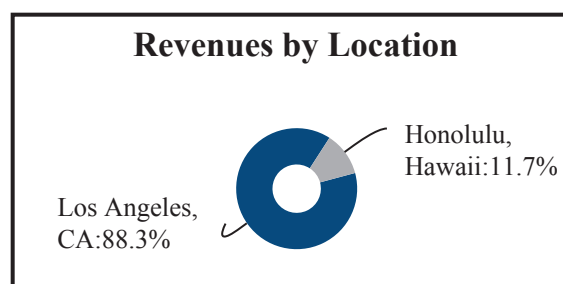 Revenues by Location
Honolulu,
Hawaii:11.7%
Los Angeles,
CA:88.3%